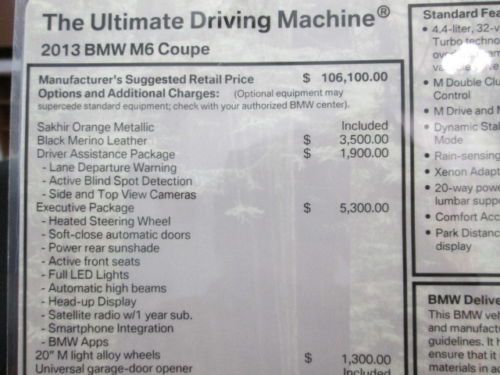 The Ultimate Driving Machine®
2013 BMW M6 Coupe
Manufacturer's Suggested Retail Price $ 106,100.00
Options and Additional Charges: (Optional equipment may
supercede standard equipment; check with your authorized BMW center).
Sakhir Orange Metallic Included
Black Merino Leather $ 3,500.00
Driver Assistance Package $ 1,900.00
- Lane Departure Warning
- Active Blind Spot Detection
- Side and Top View Cameras
Executive Package $ 5,300.00
- Heated Steering Wheel
- Soft-close automatic doors
- Power rear sunshade
- Active front seats
- Full LED Lights
- Automatic high beams
- Head-up Display
- Satellite radio w/1 year sub.
- Smartphone Integration
- BMW Apps
20" M light alloy wheels $ 1,300.00
Universal garage-door opener Included
Standard Fea
• 4.4-liter, 32-v
Turbo techno
• M Double Clu
Control
• M Drive and M
• Dynamic Stab
Mode
• Rain-sensing
• Xenon Adapt
• 20-way powe
lumbar suppo
• Comfort Acc
• Park Distanc
display
BMW Delive
This BMW veh
and manufact
guidelines. It h
ensure that it
materials in ac